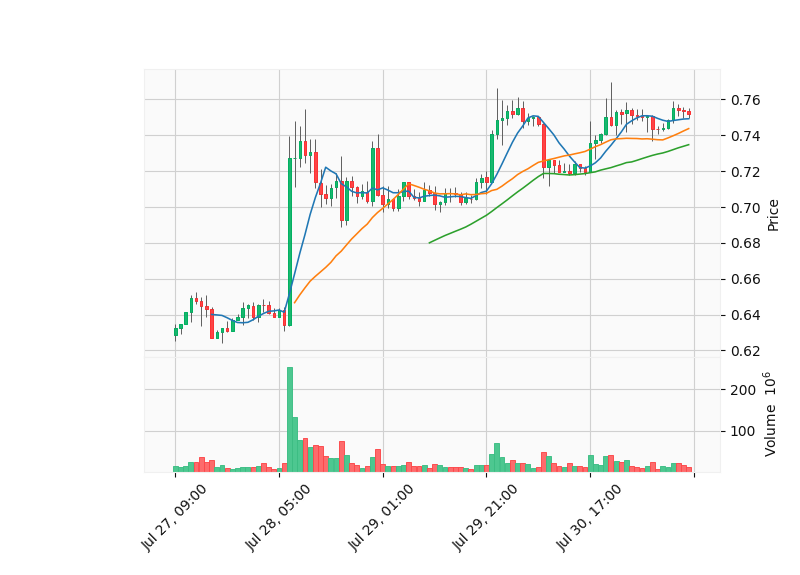 0.76
0.74
0.72
0.70
0.68
0.66
0.64
0.62
Price
200
100
Volume 10⁶
Jul 27, 09:00
Jul 28, 05:00
Jul 29, 01:00
Jul 29, 21:00
Jul 30, 17:00